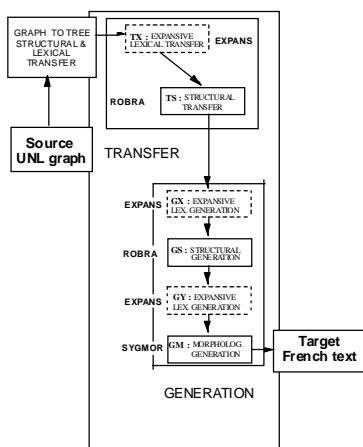 GRAPH TO TREE
STRUCTURAL &
LEXICAL
TRANSFER
TX : EXPANSIVE
LEXICAL TRANSFER
EXPANS
ROBRA
TS : STRUCTURAL
TRANSFER
Source
UNL graph
TRANSFER
EXPANS
GX : EXPANSIVE
LEX. GENERATION
ROBRA
GS : STRUCTURAL
GENERATION
EXPANS
GY : EXPANSIVE
LEX. GENERATION
SYGMOR
GM : MORPHOLOG.
GENERATION
Target
French text
GENERATION